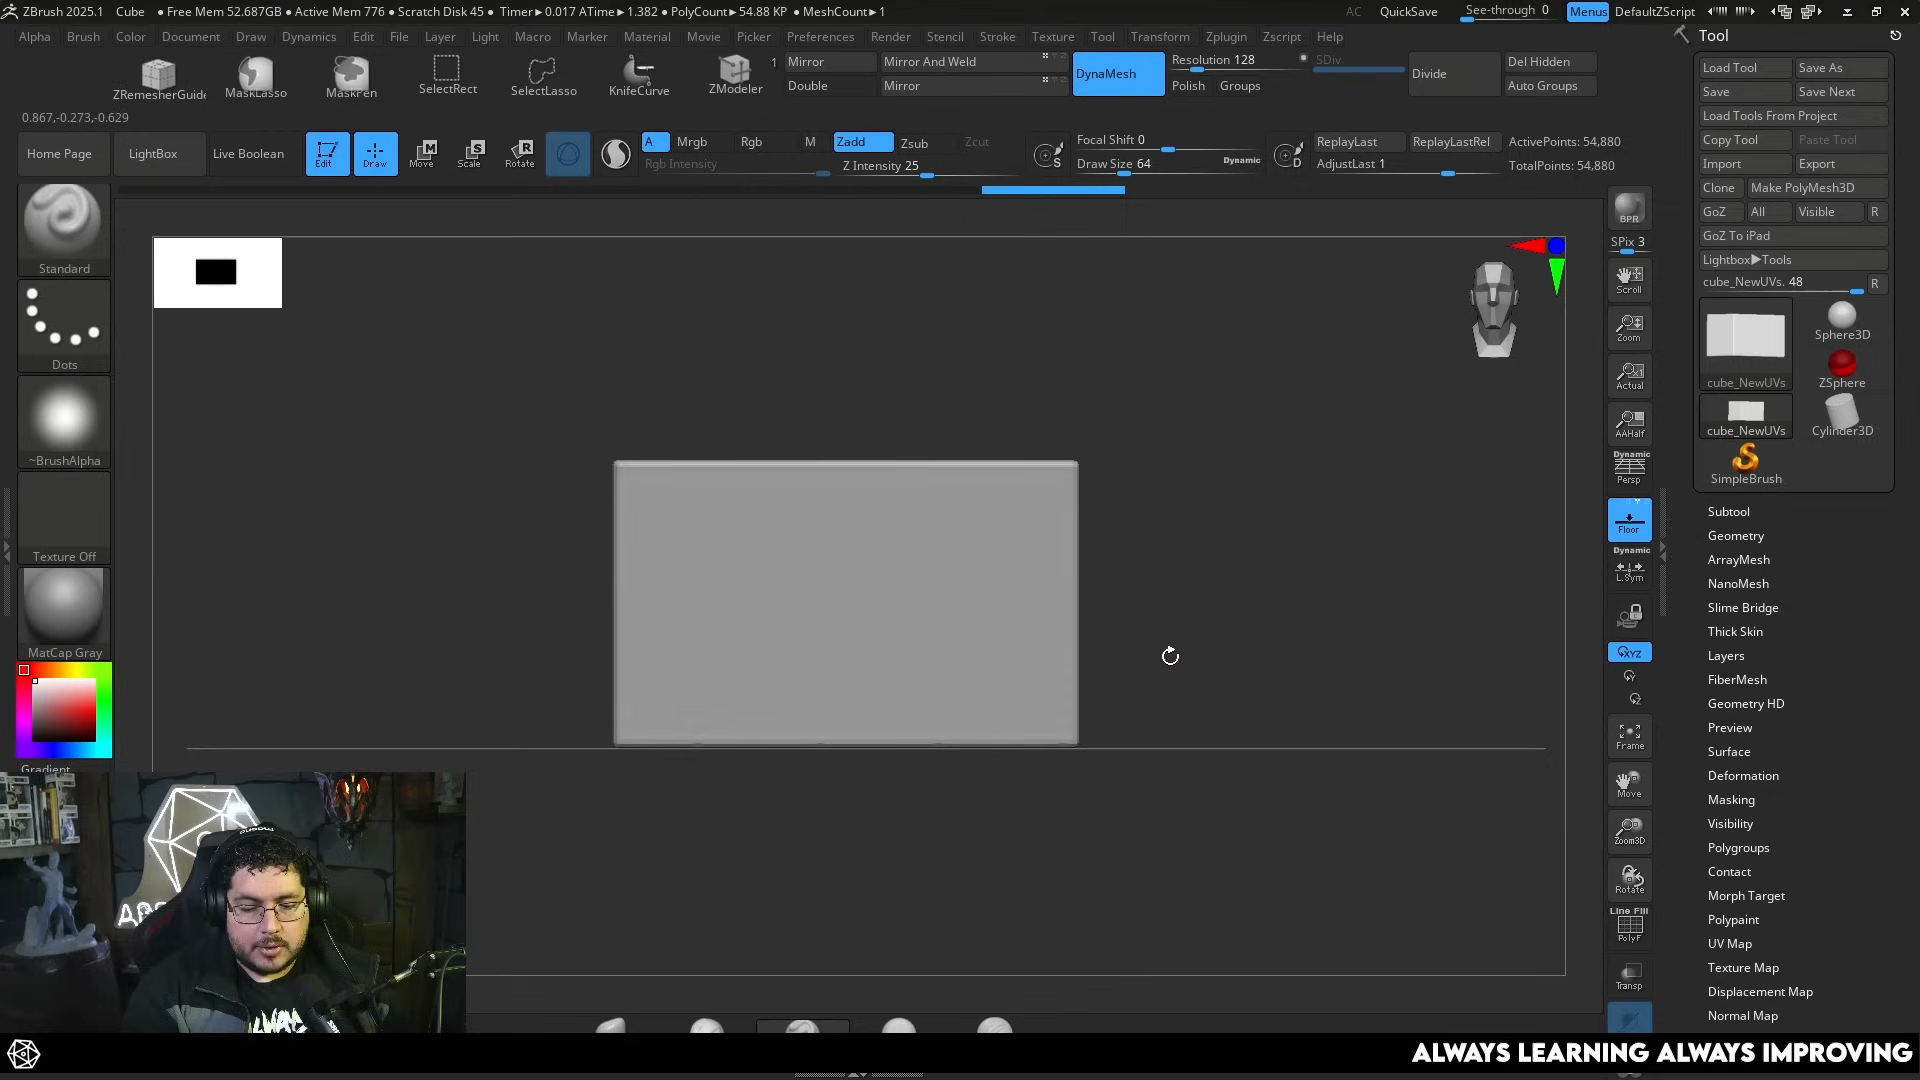 ZBrush 2025.1 Cube ● Free Mem 52.687GB ● Active Mem 776 ● Scratch Disk 45 ● Timer▶0.017 ATime▶1.382 ● PolyCount▶54.88 KP ● MeshCount▶1 AC QuickSave See-through 0 Menus DefaultZScript
Alpha Brush Color Document Draw Dynamics Edit File Layer Light Macro Marker Material Movie Picker Preferences Render Stencil Stroke Texture Tool Transform Zplugin Zscript Help
Tool
ZRemesherGuide MaskLasso MaskPen SelectRect SelectLasso KnifeCurve ZModeler
1 Mirror Mirror And Weld
Double Mirror
DynaMesh
Resolution 128
Polish Groups
SDiv
Divide
Del Hidden
Auto Groups
0.867,-0.273,-0.629
Home Page LightBox Live Boolean
Edit Draw Move Scale Rotate
M S R
A Mrgb Rgb M Zadd Zsub Zcut
Rgb Intensity Z Intensity 25
S
Focal Shift 0
Draw Size 64 Dynamic
D
ReplayLast ReplayLastRel
AdjustLast 1
ActivePoints: 54,880
TotalPoints: 54,880
Standard
Dots
~BrushAlpha
Texture Off
MatCap Gray
Gradient
BPR
SPix 3
Scroll
Zoom
Actual
AAHalf
Dynamic
Persp
Floor
Dynamic
L.Sym
XYZ
Y
Z
Frame
Move
Zoom3D
Rotate
Line Fill
PolyF
Transp
Load Tool Save As
Save Save Next
Load Tools From Project
Copy Tool Paste Tool
Import Export
Clone Make PolyMesh3D
GoZ All Visible R
GoZ To iPad
Lightbox▶Tools
cube_NewUVs. 48 R
cube_NewUVs Sphere3D
ZSphere
cube_NewUVs Cylinder3D
SimpleBrush
Subtool
Geometry
ArrayMesh
NanoMesh
Slime Bridge
Thick Skin
Layers
FiberMesh
Geometry HD
Preview
Surface
Deformation
Masking
Visibility
Polygroups
Contact
Morph Target
Polypaint
UV Map
Texture Map
Displacement Map
Normal Map
ALWAYS LEARNING ALWAYS IMPROVING